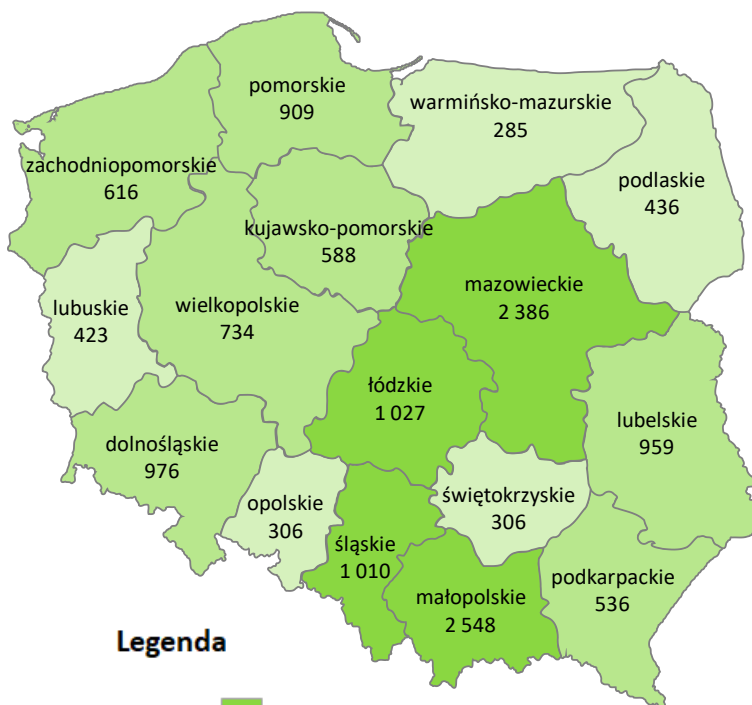 pomorskie
909
warmińsko-mazurskie
285
zachodniopomorskie
616
podlaskie
436
kujawsko-pomorskie
588
mazowieckie
2 386
lubuskie
423
wielkopolskie
734
łódzkie
1 027
lubelskie
959
dolnośląskie
976
opolskie
306
świętokrzyskie
306
śląskie
1 010
małopolskie
2 548
podkarpackie
536
Legenda